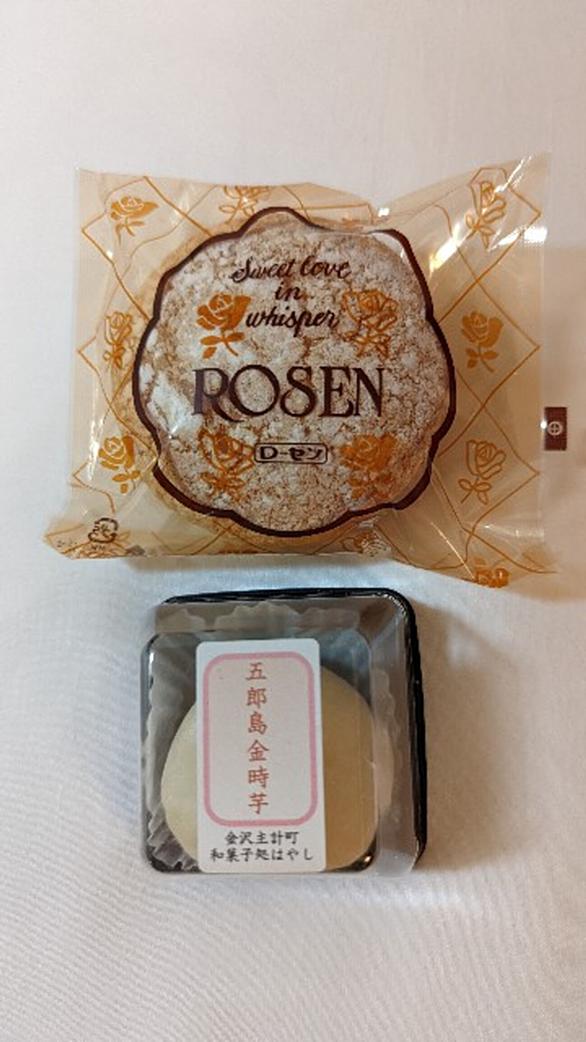 Sweet love
in
whisper
ROSEN
ローセン
五郎島金時芋
金沢主計町
和菓子処はやし